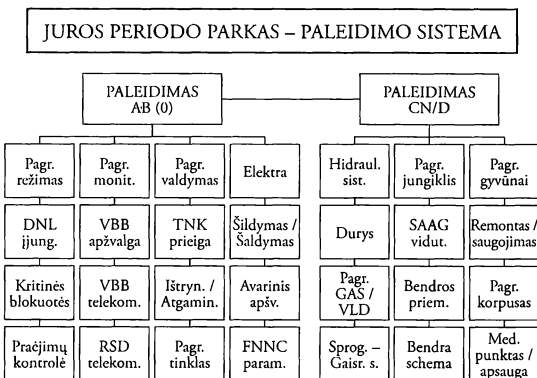 JUROS PERIODO PARKAS – PALEIDIMO SISTEMA
PALEIDIMAS
AB (0)
PALEIDIMAS
CN/D
Pagr.
režimas
Pagr.
monit.
Pagr.
valdymas
Elektra
Hidraul.
sist.
Pagr.
jungiklis
Pagr.
gyvūnai
DNL
įjung.
VBB
apžvalga
TNK
prieiga
Šildymas /
Šaldymas
Durys
SAAG
vidut.
Remontas /
saugojimas
Kritinės
blokuotės
VBB
telekom.
Ištryn. /
Atgamin.
Avarinis
apšv.
Pagr.
GAS /
VLD
Bendros
priem.
Pagr.
korpusas
Praėjimų
kontrolė
RSD
telekom.
Pagr.
tinklas
FNNC
param.
Sprog. –
Gaisr. s.
Bendra
schema
Med.
punktas /
apsauga